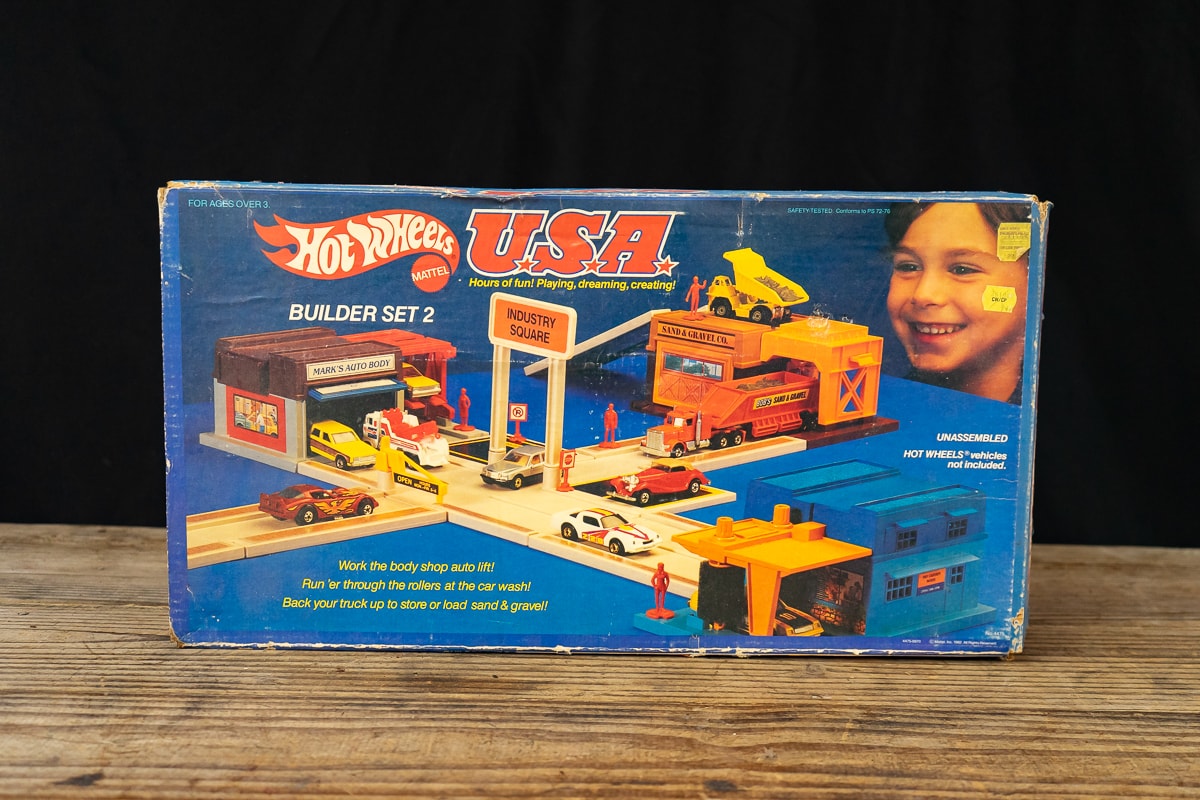 FOR AGES OVER 3.
SAFETY-TESTED. Conforms to PS 72-76
HOT WHEELS
MATTEL
U.S.A.
Hours of fun! Playing, dreaming, creating!
BUILDER SET 2
INDUSTRY
SQUARE
SAND & GRAVEL CO.
MARK'S AUTO BODY
BOB'S SAND & GRAVEL
OPEN
UNASSEMBLED
HOT WHEELS® vehicles
not included.
Work the body shop auto lift!
Run 'er through the rollers at the car wash!
Back your truck up to store or load sand & gravel!